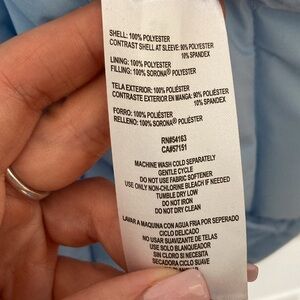 SHELL: 100% POLYESTER
CONTRAST SHELL AT SLEEVE: 90% POLYESTER
10% SPANDEX
LINING: 100% POLYESTER
FILLING: 100% SORONA® POLYESTER
TELA EXTERIOR: 100% POLIÉSTER
CONTRASTE EXTERIOR EN MANGA: 90% POLIÉSTER
10% SPANDEX
FORRO: 100% POLIÉSTER
RELLENO: 100% SORONA® POLIÉSTER
RN#54163
CA#57151
MACHINE WASH COLD SEPARATELY
GENTLE CYCLE
DO NOT USE FABRIC SOFTENER
USE ONLY NON-CHLORINE BLEACH IF NEEDED
TUMBLE DRY LOW
DO NOT IRON
DO NOT DRY CLEAN
LAVAR A MAQUINA CON AGUA FRIA POR SEPERADO
CICLO DELICADO
NO USAR SUAVIZANTE DE TELAS
USE SOLO BLANQUEADOR
SIN CLORO SI NECESITA
SECADORA CICLO SUAVE